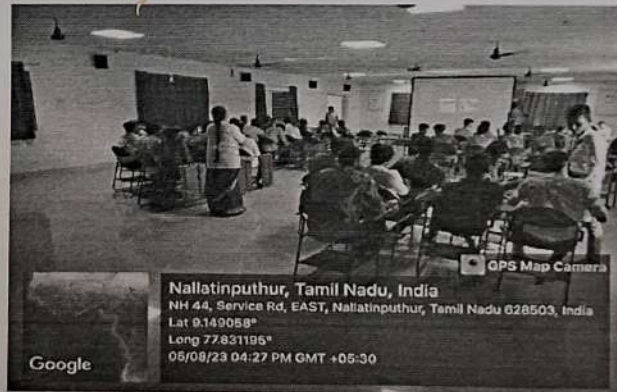 GPS Map Camera
Nallatinputhur, Tamil Nadu, India
NH 44, Service Rd, EAST, Nallatinputhur, Tamil Nadu 628503, India
Lat 9.149058°
Long 77.831195°
05/08/23 04:27 PM GMT +05:30
Google